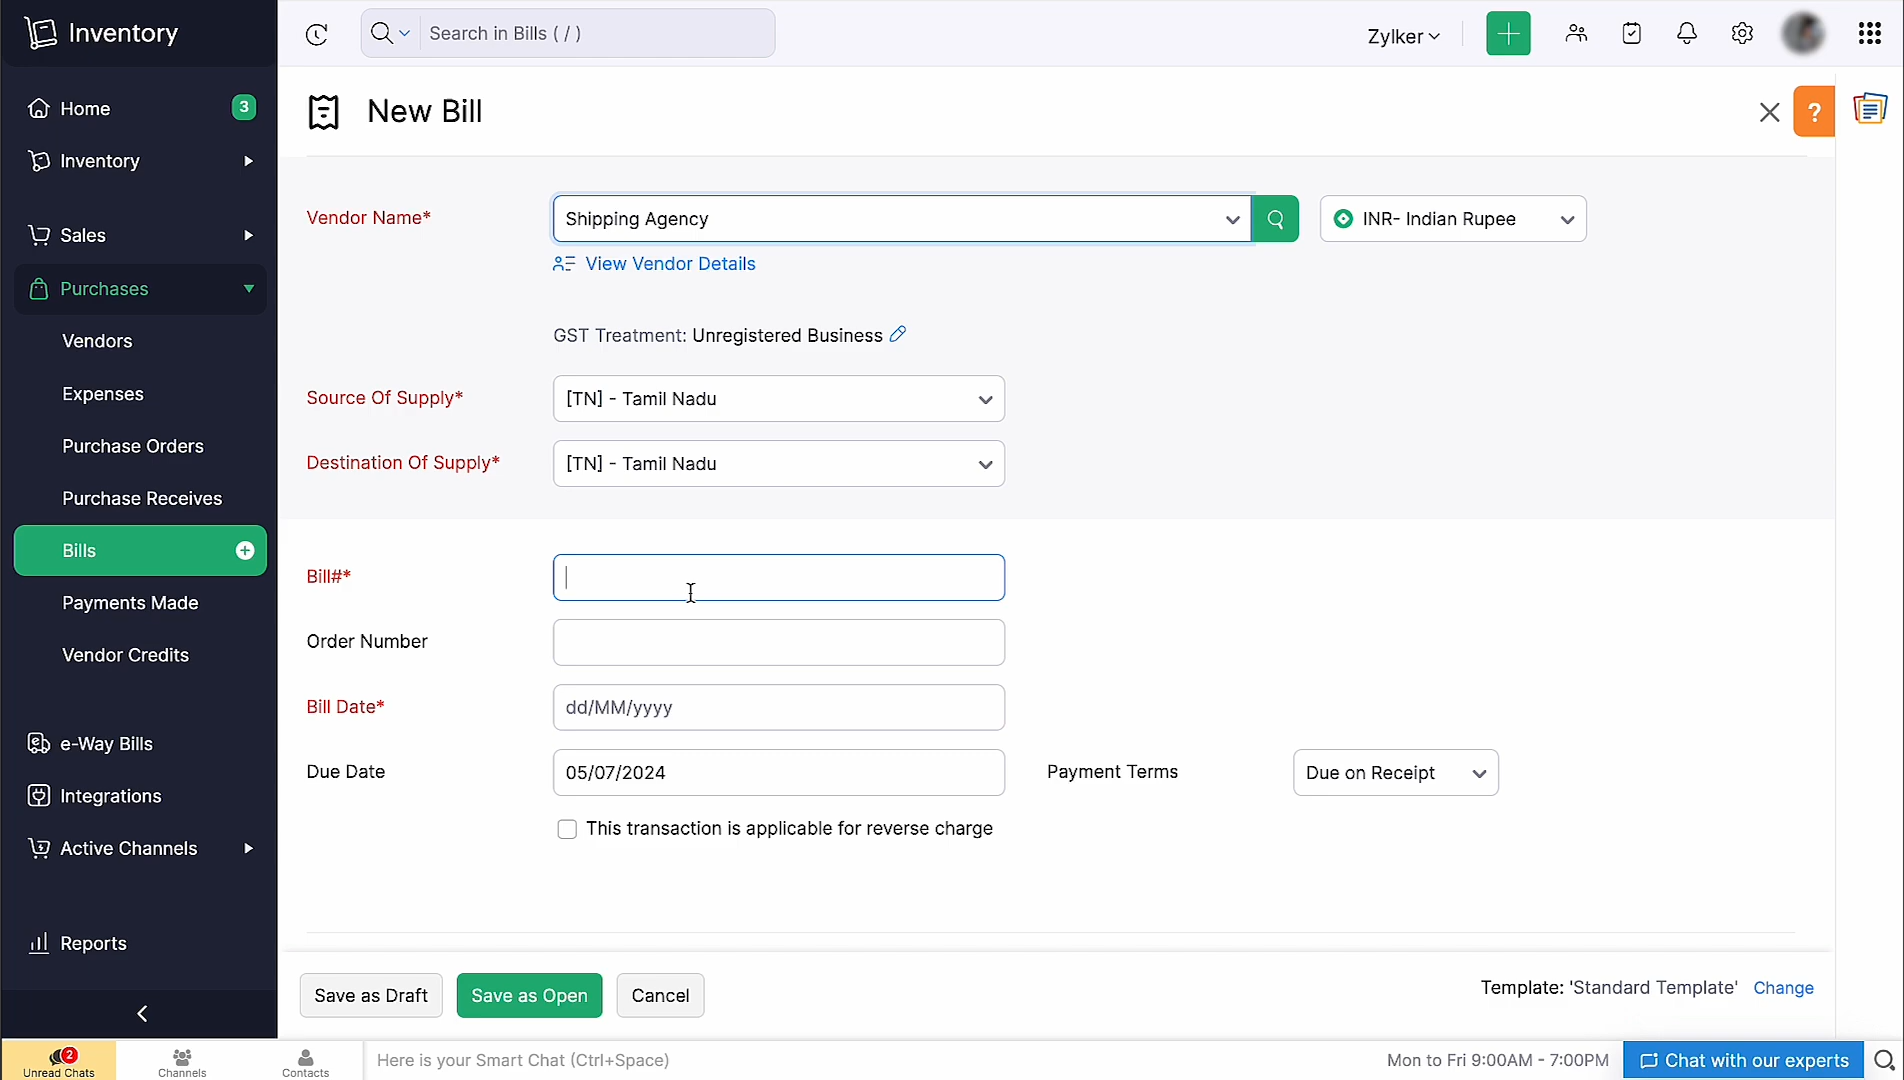 Inventory
Search in Bills ( / )
Zylker
Home 3
Inventory
Sales
Purchases
Vendors
Expenses
Purchase Orders
Purchase Receives
Bills
Payments Made
Vendor Credits
e-Way Bills
Integrations
Active Channels
Reports
New Bill
?
Vendor Name* Shipping Agency INR- Indian Rupee
View Vendor Details
GST Treatment: Unregistered Business
Source Of Supply* [TN] - Tamil Nadu
Destination Of Supply* [TN] - Tamil Nadu
Bill#*
Order Number
Bill Date* dd/MM/yyyy
Due Date 05/07/2024 Payment Terms Due on Receipt
This transaction is applicable for reverse charge
Save as Draft Save as Open Cancel Template: 'Standard Template' Change
2
Unread Chats Channels Contacts Here is your Smart Chat (Ctrl+Space) Mon to Fri 9:00AM - 7:00PM Chat with our experts